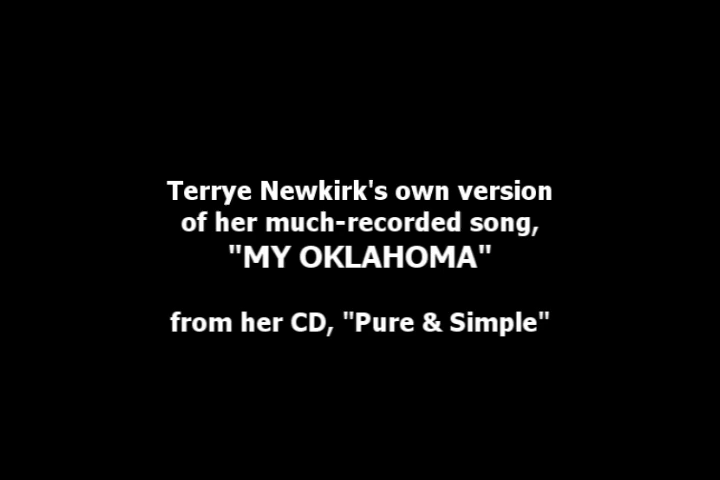 Terrye Newkirk's own version
of her much-recorded song,
"MY OKLAHOMA"
from her CD, "Pure & Simple"